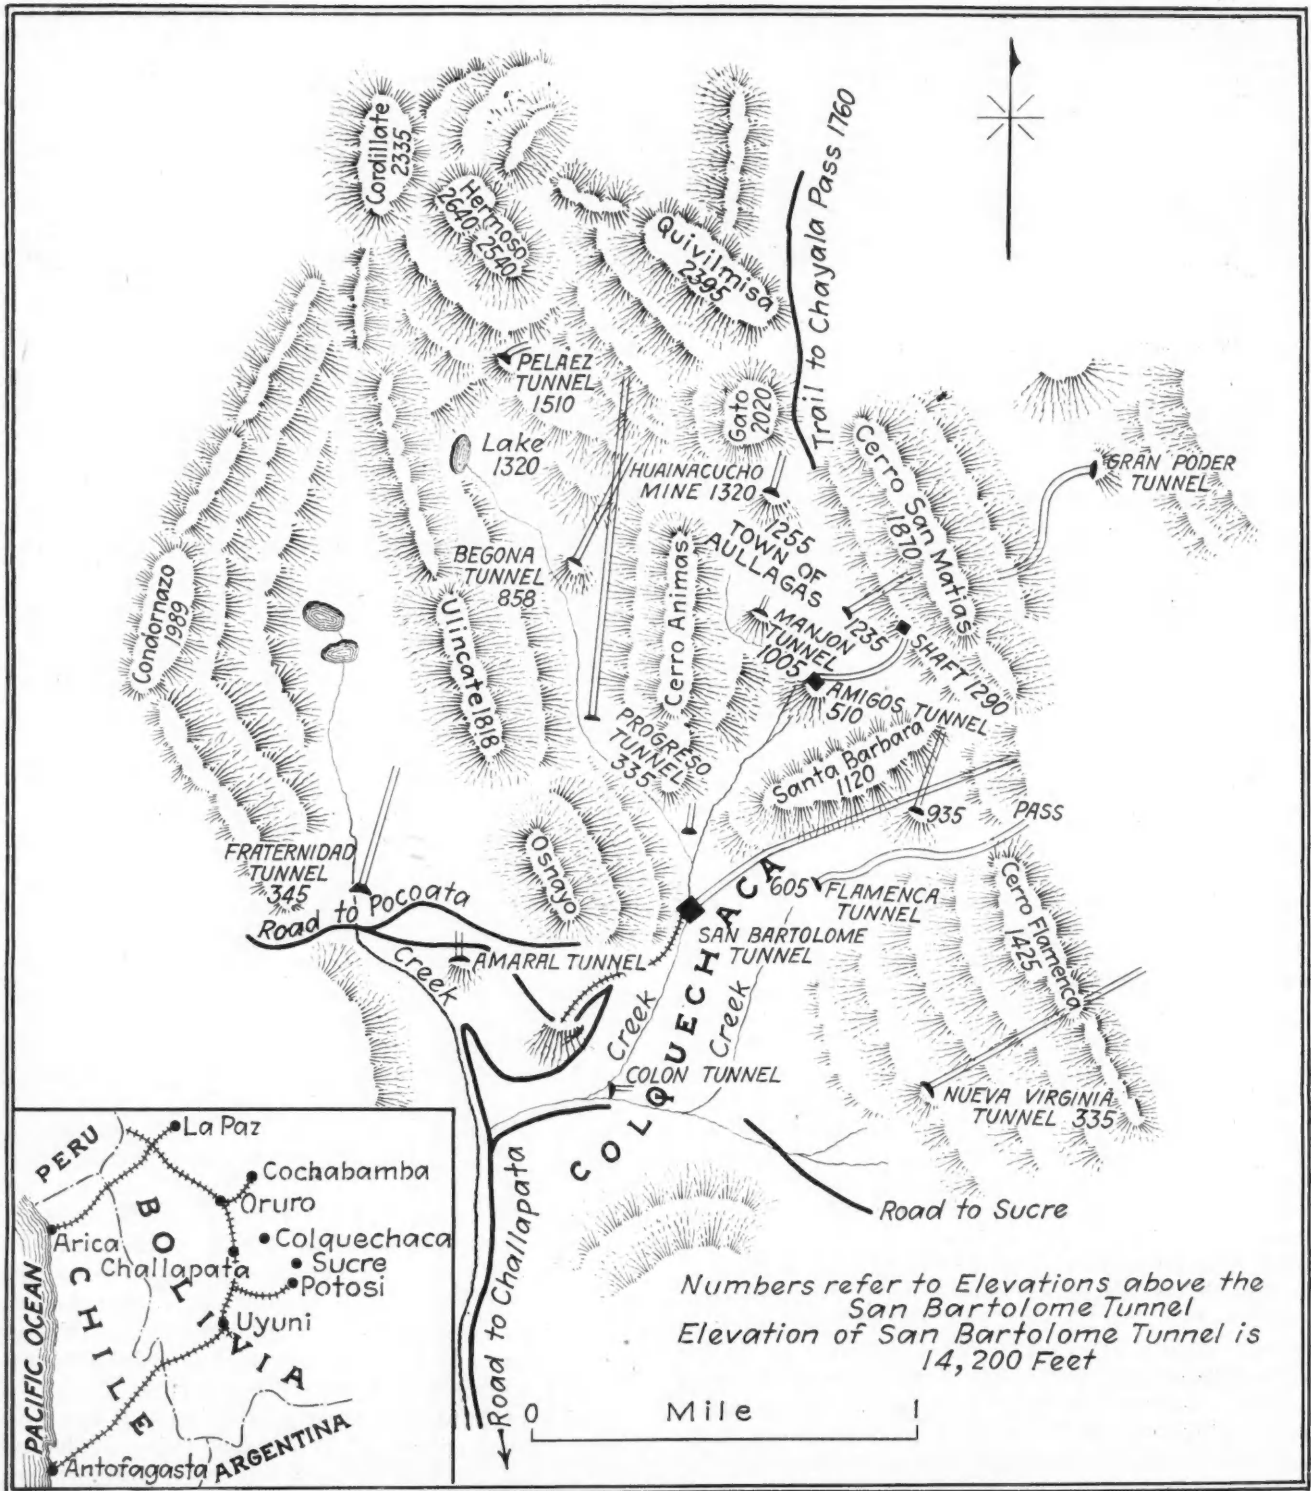 Cordillate
2335
Hermoso
2640 2540
Quivilmisa
2395
Trail to Chayala Pass 1760
PELAEZ
TUNNEL
1510
Gato
2020
Lake
1320
HUAINACUCHO
MINE 1320
Cerro San Matias
1870
GRAN PODER
TUNNEL
1255
TOWN OF
AULLAGAS
BEGONA
TUNNEL
858
Cerro Animas
Condornazo
1989
Ulincate 1818
MANJON
TUNNEL
1005
1235
SHAFT 1290
AMIGOS TUNNEL
510
PROGRESO
TUNNEL
335
Santa Barbara
1120
935
PASS
Osnayo
FRATERNIDAD
TUNNEL
345
605 FLAMENCA
TUNNEL
Cerro Flamenca
1425
Road to Pocoata
SAN BARTOLOME
TUNNEL
AMARAL TUNNEL
Creek
Creek
Creek
COLQUECHACA
COLON TUNNEL
NUEVA VIRGINIA
TUNNEL 335
Road to Sucre
Road to Challapata
Numbers refer to Elevations above the
San Bartolome Tunnel
Elevation of San Bartolome Tunnel is
14,200 Feet
0 Mile 1
PERU
La Paz
Cochabamba
Oruro
BOLIVIA
Arica
Colquechaca
Challapata
Sucre
Potosi
CHILE
Uyuni
PACIFIC OCEAN
Antofagasta
ARGENTINA